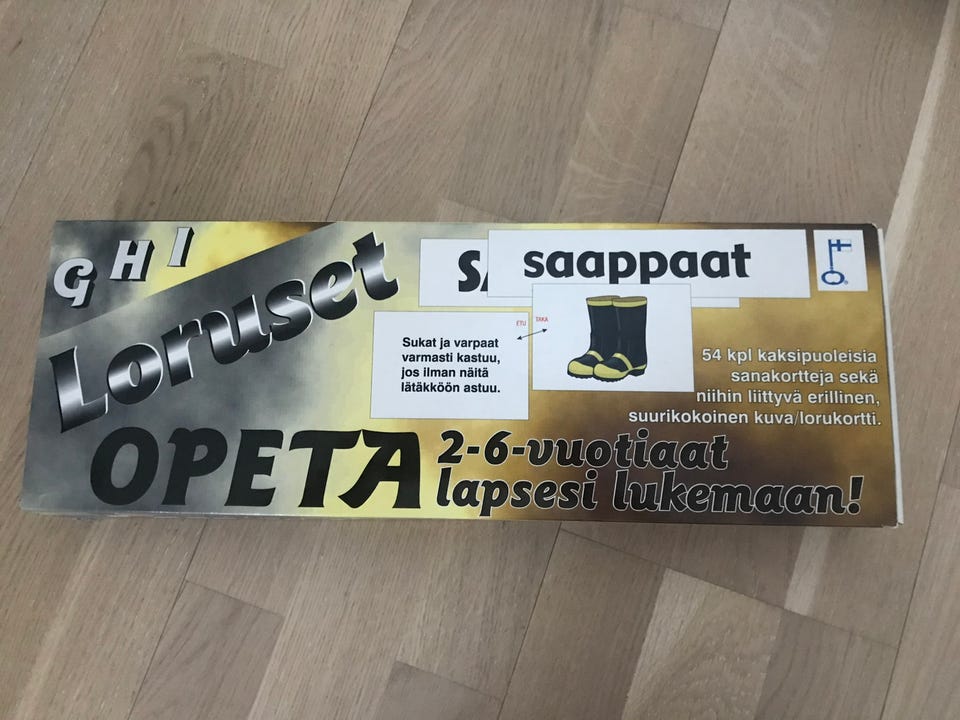 G H I
Loruset
saappaat
ETU TAKA
Sukat ja varpaat
varmasti kastuu,
jos ilman näitä
lätäkköön astuu.
54 kpl kaksipuoleisia
sanakortteja sekä
niihin liittyvä erillinen,
suurikokoinen kuva/lorukortti.
OPETA
2-6-vuotiaat
lapsesi lukemaan!